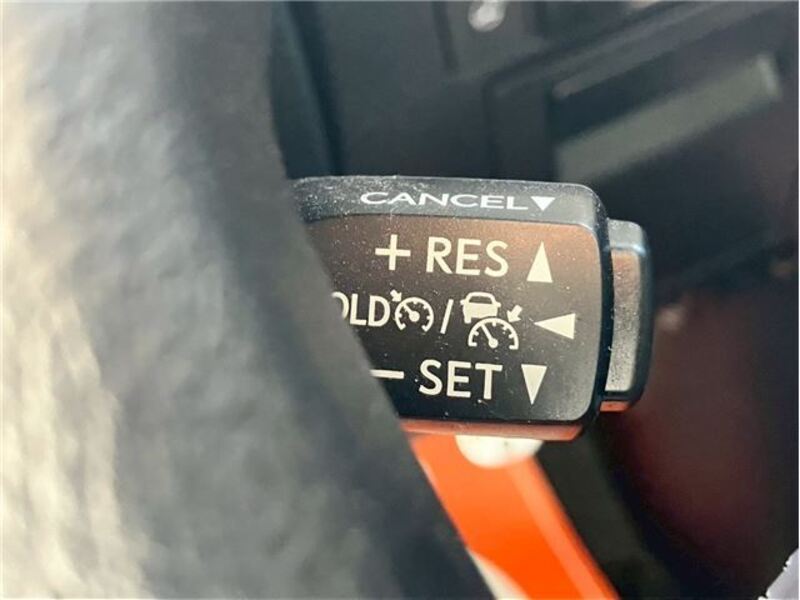 CANCEL▼
+ RES ▲
OLD / ◀
− SET ▼